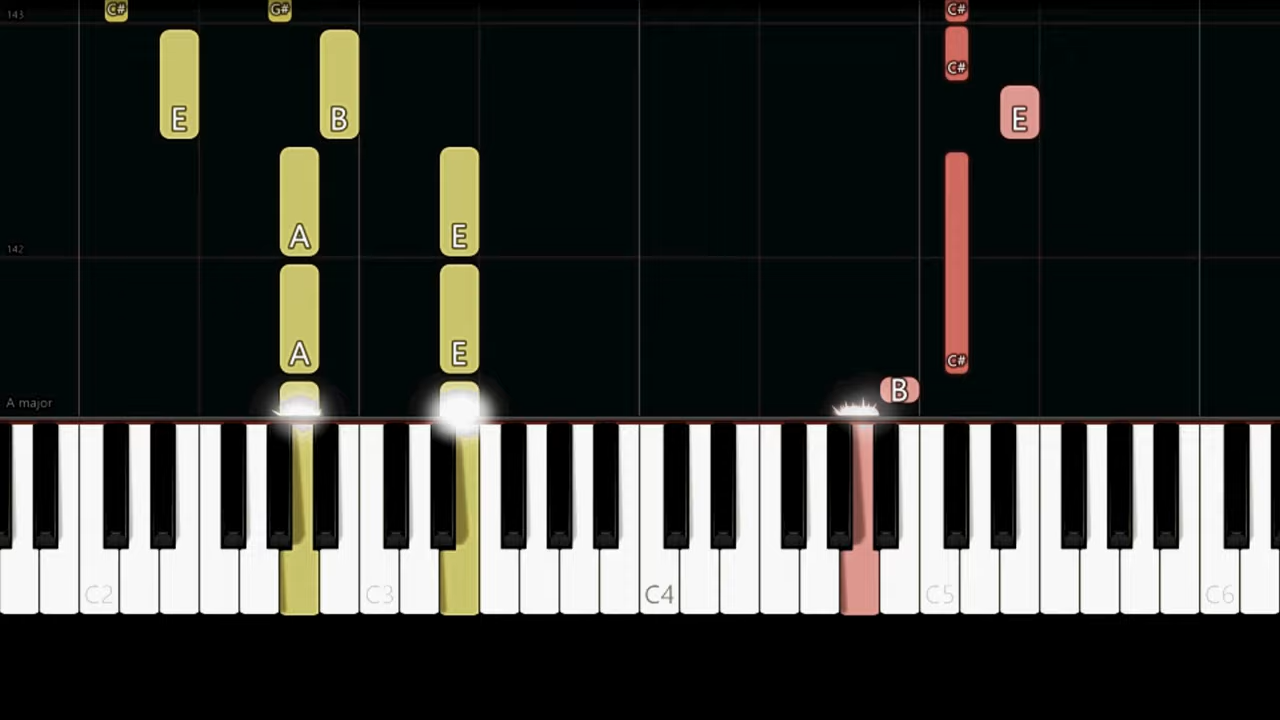 143 C# G# C#
C#
E B E
A E
142
A E C#
B
A major
C2 C3 C4 C5 C6